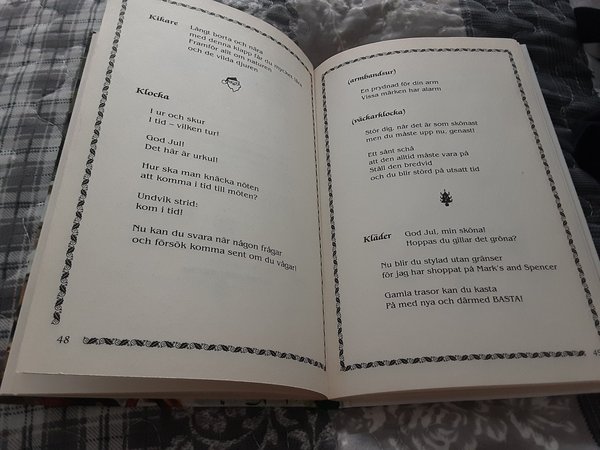 Kikare
Långt borta och nära
med denna klapp får du mycket lära
Framför allt om naturen
och de vilda djuren
Klocka
I ur och skur
I tid – vilken tur!
God Jul!
Det här är urkul!
Hur ska man knäcka nöten
att komma i tid till möten?
Undvik strid:
kom i tid!
Nu kan du svara när någon frågar
och försök komma sent om du vågar!
48
(armbandsur)
En prydnad för din arm
Vissa märken har alarm
(väckarklocka)
Stör dig, när det är som skönast
men du måste upp nu, genast!
Ett sånt schå
att den alltid måste vara på
Ställ den bredvid
och du blir störd på utsatt tid
Kläder
God Jul, min sköna!
Hoppas du gillar det gröna?
Nu blir du stylad utan gränser
för jag har shoppat på Mark's and Spencer
Gamla trasor kan du kasta
På med nya och därmed BASTA!